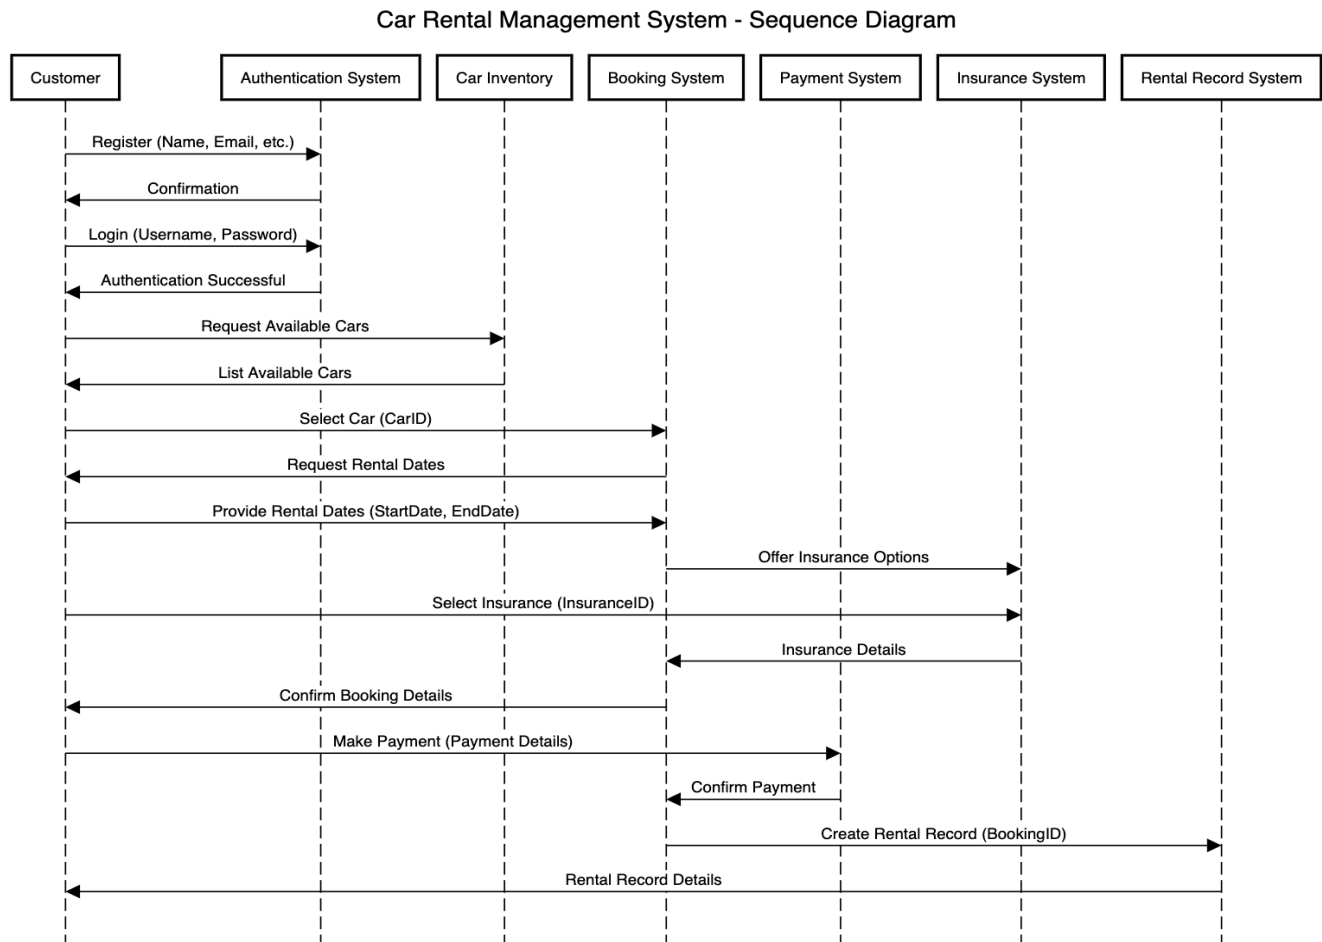 Car Rental Management System - Sequence Diagram
Customer
Authentication System
Car Inventory
Booking System
Payment System
Insurance System
Rental Record System
Register (Name, Email, etc.)
Confirmation
Login (Username, Password)
Authentication Successful
Request Available Cars
List Available Cars
Select Car (CarID)
Request Rental Dates
Provide Rental Dates (StartDate, EndDate)
Offer Insurance Options
Select Insurance (InsuranceID)
Insurance Details
Confirm Booking Details
Make Payment (Payment Details)
Confirm Payment
Create Rental Record (BookingID)
Rental Record Details